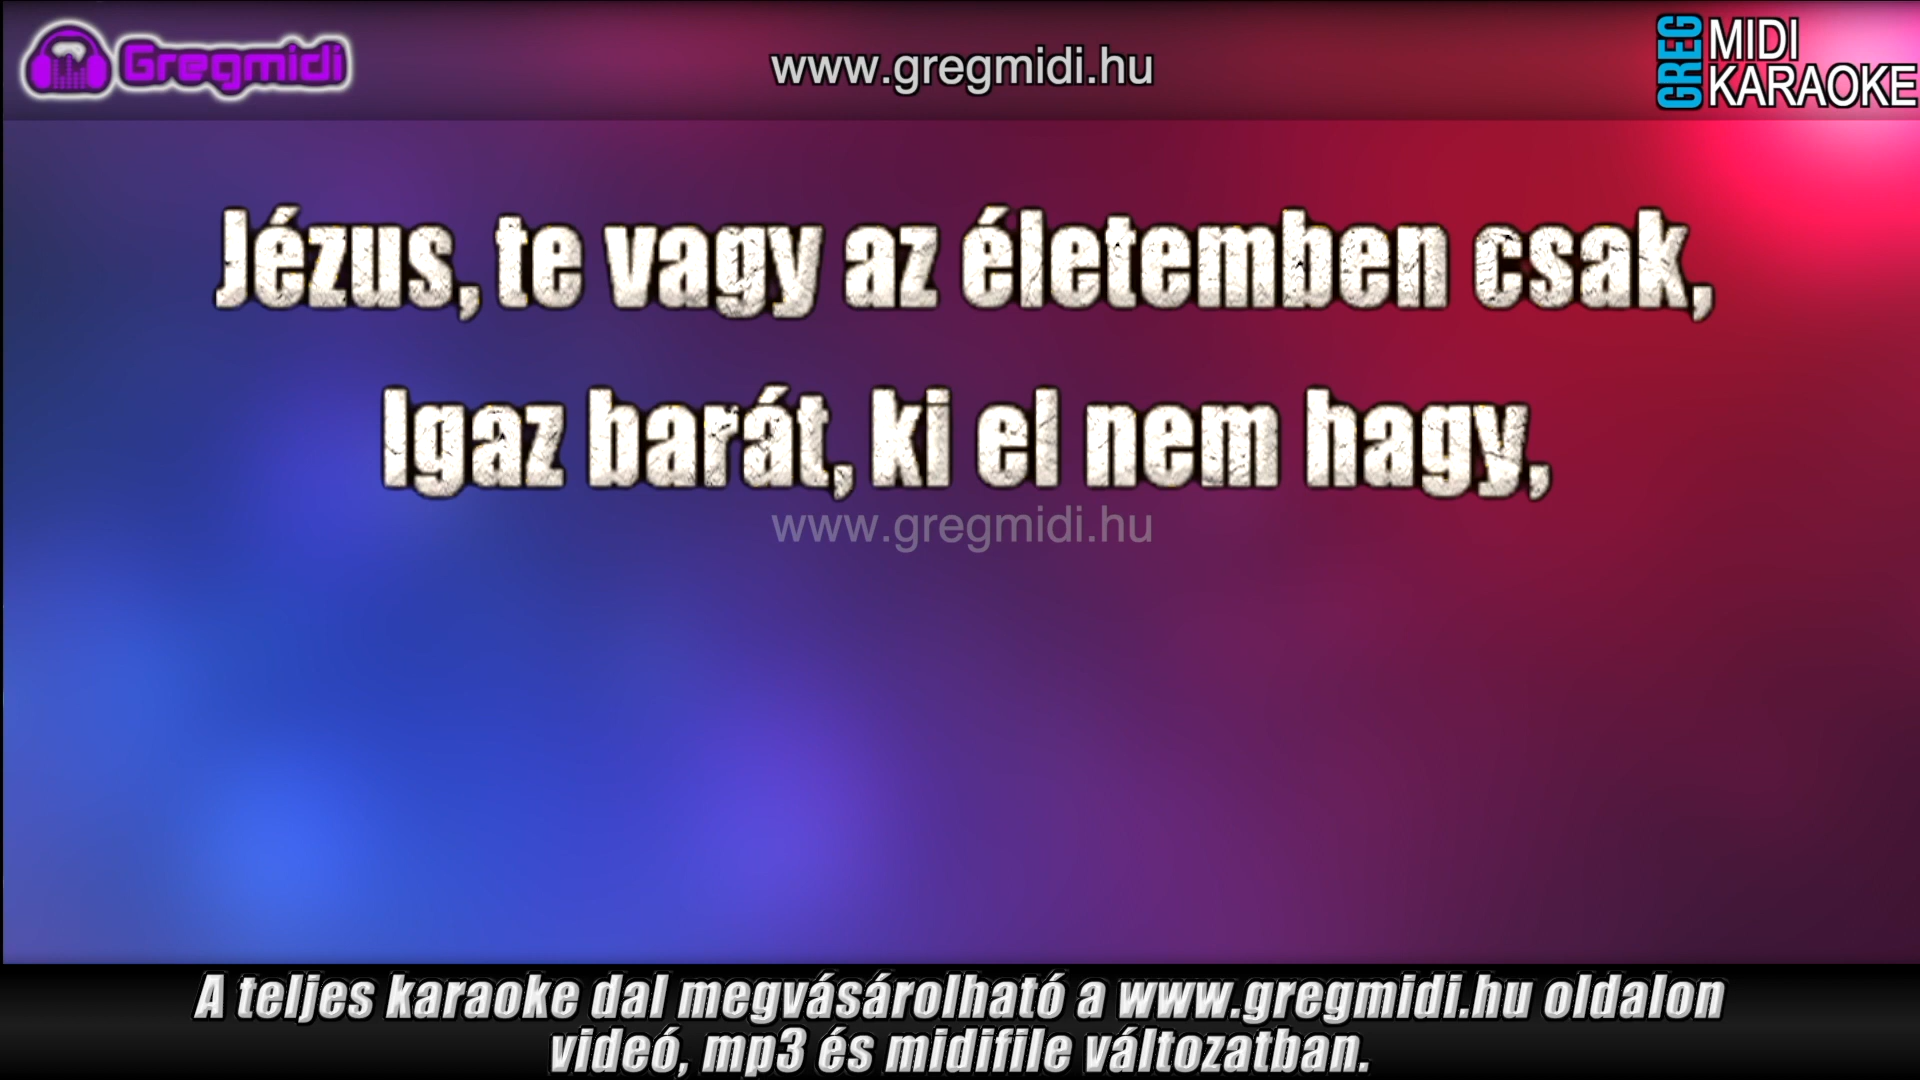 Gregmidi
www.gregmidi.hu
GREG MIDI KARAOKE
Jézus, te vagy az életemben csak,
Igaz barát, ki el nem hagy,
www.gregmidi.hu
A teljes karaoke dal megvásárolható a www.gregmidi.hu oldalon
videó, mp3 és midifile változatban.